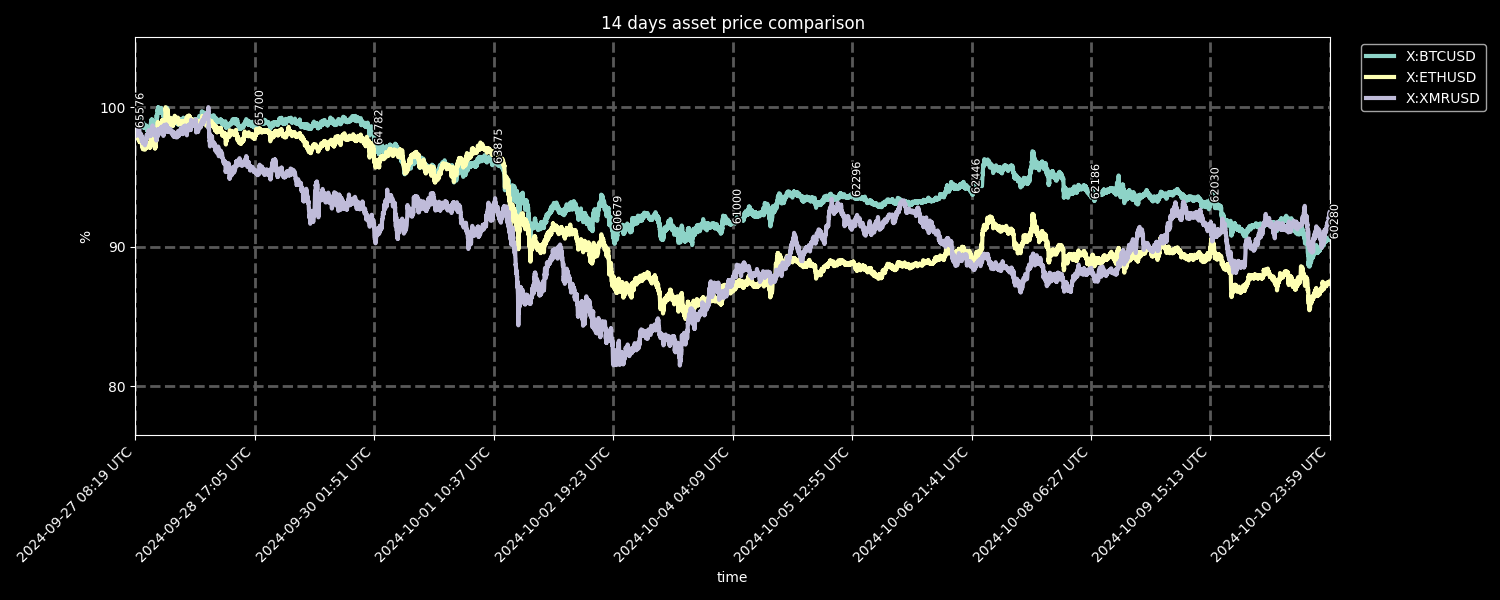 14 days asset price comparison
X:BTCUSD
X:ETHUSD
X:XMRUSD
100
90
80
%
65576
65700
64782
63875
60679
61000
62296
62446
62186
62030
60280
2024-09-27 08:19 UTC
2024-09-28 17:05 UTC
2024-09-30 01:51 UTC
2024-10-01 10:37 UTC
2024-10-02 19:23 UTC
2024-10-04 04:09 UTC
2024-10-05 12:55 UTC
2024-10-06 21:41 UTC
2024-10-08 06:27 UTC
2024-10-09 15:13 UTC
2024-10-10 23:59 UTC
time